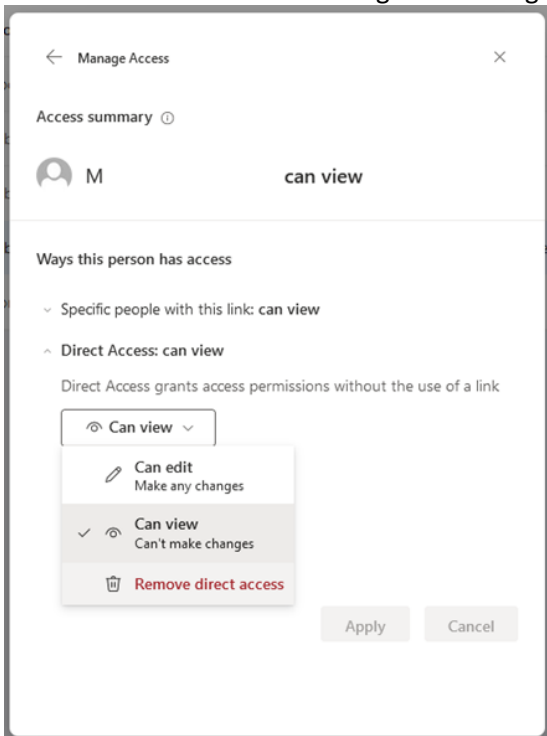 Manage Access
Access summary
M can view
Ways this person has access
Specific people with this link: can view
Direct Access: can view
Direct Access grants access permissions without the use of a link
Can view
Can edit
Make any changes
Can view
Can't make changes
Remove direct access
Apply Cancel